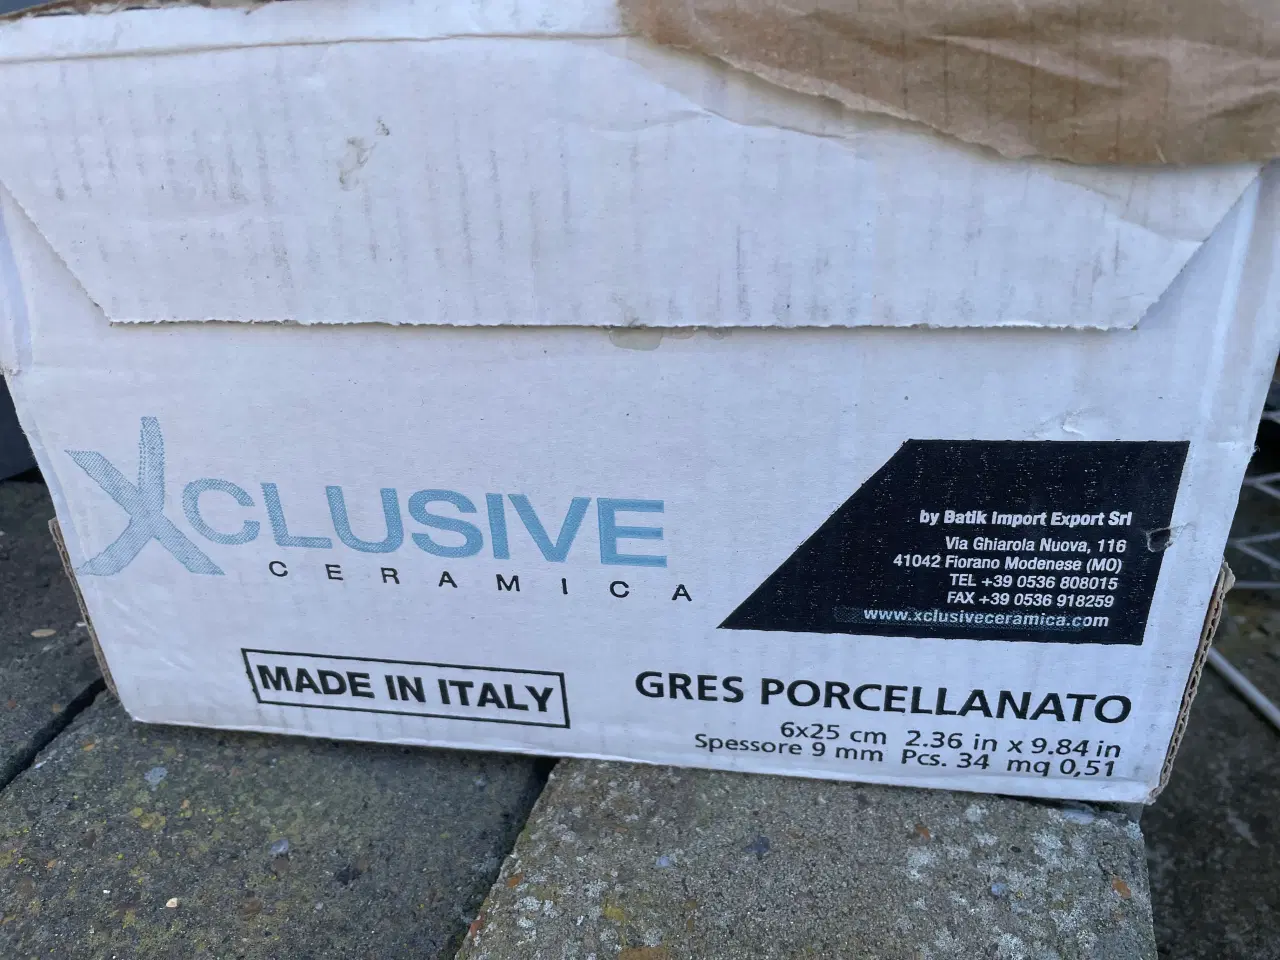 XCLUSIVE
CERAMICA
by Batik Import Export Srl
Via Ghiarola Nuova, 116
41042 Fiorano Modenese (MO)
TEL +39 0536 808015
FAX +39 0536 918259
www.xclusiveceramica.com
MADE IN ITALY
GRES PORCELLANATO
6x25 cm 2.36 in x 9.84 in
Spessore 9 mm Pcs. 34 mq 0,51